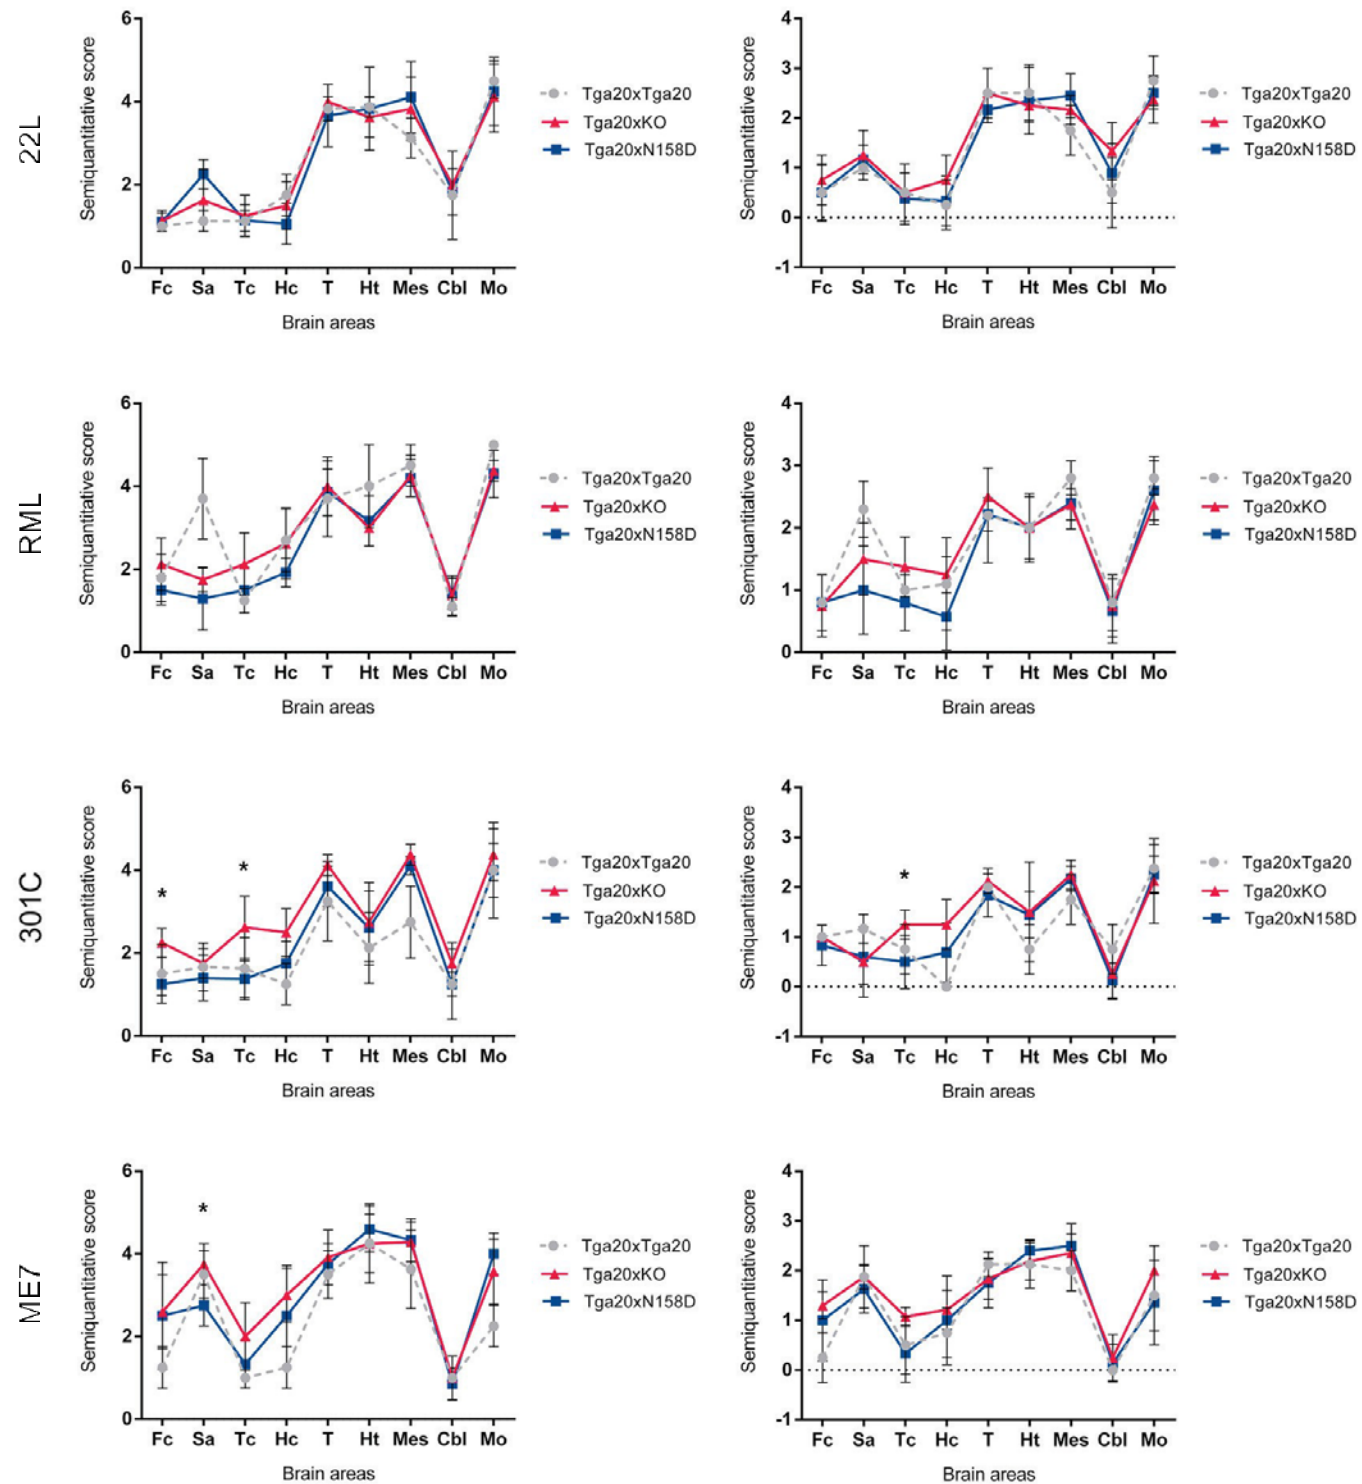 22L
Semiquantitative score
6
4
2
0
Fc Sa Tc Hc T Ht Mes Cbl Mo
Brain areas
Tga20xTga20
Tga20xKO
Tga20xN158D
Semiquantitative score
4
3
2
1
0
-1
Fc Sa Tc Hc T Ht Mes Cbl Mo
Brain areas
Tga20xTga20
Tga20xKO
Tga20xN158D
RML
Semiquantitative score
6
4
2
0
Fc Sa Tc Hc T Ht Mes Cbl Mo
Brain areas
Tga20xTga20
Tga20xKO
Tga20xN158D
Semiquantitative score
4
3
2
1
0
Fc Sa Tc Hc T Ht Mes Cbl Mo
Brain areas
Tga20xTga20
Tga20xKO
Tga20xN158D
301C
Semiquantitative score
6
4
2
0
* *
Fc Sa Tc Hc T Ht Mes Cbl Mo
Brain areas
Tga20xTga20
Tga20xKO
Tga20xN158D
Semiquantitative score
4
3
2
1
0
-1
*
Fc Sa Tc Hc T Ht Mes Cbl Mo
Brain areas
Tga20xTga20
Tga20xKO
Tga20xN158D
ME7
Semiquantitative score
6
4
2
0
*
Fc Sa Tc Hc T Ht Mes Cbl Mo
Brain areas
Tga20xTga20
Tga20xKO
Tga20xN158D
Semiquantitative score
4
3
2
1
0
-1
Fc Sa Tc Hc T Ht Mes Cbl Mo
Brain areas
Tga20xTga20
Tga20xKO
Tga20xN158D